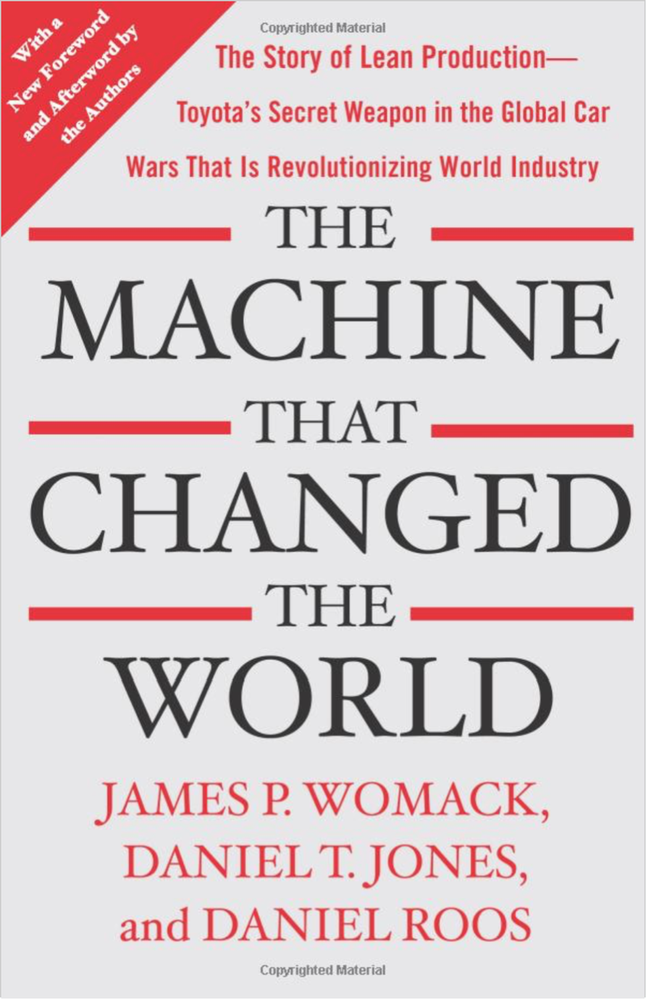 With a
New Foreword
and Afterword by
the Authors
Copyrighted Material
The Story of Lean Production—
Toyota's Secret Weapon in the Global Car
Wars That Is Revolutionizing World Industry
THE
MACHINE
THAT
CHANGED
THE
WORLD
JAMES P. WOMACK,
DANIEL T. JONES,
and DANIEL ROOS
Copyrighted Material